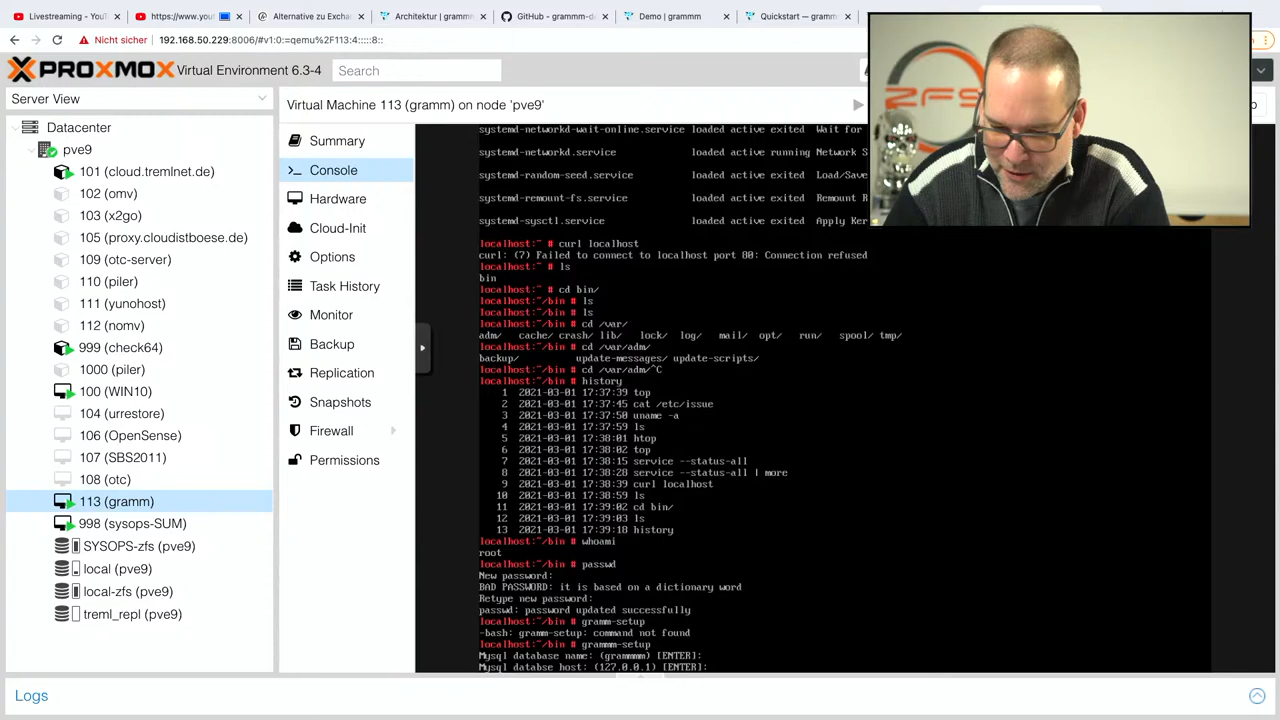 Livestreaming -
https://www.yout
Alternative zu Excha
Architektur | gramm
GitHub - grammm-d
Demo | grammm
Quickstart — gramm
Nicht sicher
192.168.50.229:8006/#v1:0:=qemu%2F113:4::::::8::
PROXMOX Virtual Environment 6.3-4
Search
Server View
Virtual Machine 113 (gramm) on node 'pve9'
Datacenter
pve9
101 (cloud.tremlnet.de)
102 (omv)
103 (x2go)
105 (proxy.cloudistboese.de)
109 (otc-server)
110 (piler)
111 (yunohost)
112 (nomv)
999 (check64)
1000 (piler)
100 (WIN10)
104 (urrestore)
106 (OpenSense)
107 (SBS2011)
108 (otc)
113 (gramm)
998 (sysops-SUM)
SYSOPS-zfs (pve9)
local (pve9)
local-zfs (pve9)
treml_repl (pve9)
Summary
Console
Hardware
Cloud-Init
Options
Task History
Monitor
Backup
Replication
Snapshots
Firewall
Permissions
systemd-networkd-wait-online.service loaded active exited Wait for
systemd-networkd.service loaded active running Network S
systemd-random-seed.service loaded active exited Load/Save
systemd-remount-fs.service loaded active exited Remount R
systemd-sysctl.service loaded active exited Apply Ker
localhost:~ # curl localhost
curl: (7) Failed to connect to localhost port 80: Connection refused
localhost:~ # ls
bin
localhost:~ # cd bin/
localhost:~/bin # ls
localhost:~/bin # ls
localhost:~/bin # cd /var/
adm/ cache/ crash/ lib/ lock/ log/ mail/ opt/ run/ spool/ tmp/
localhost:~/bin # cd /var/adm/
backup/ update-messages/ update-scripts/
localhost:~/bin # cd /var/adm/^C
localhost:~/bin # history
1 2021-03-01 17:37:39 top
2 2021-03-01 17:37:45 cat /etc/issue
3 2021-03-01 17:37:50 uname -a
4 2021-03-01 17:37:59 ls
5 2021-03-01 17:38:01 htop
6 2021-03-01 17:38:02 top
7 2021-03-01 17:38:15 service --status-all
8 2021-03-01 17:38:28 service --status-all | more
9 2021-03-01 17:38:39 curl localhost
10 2021-03-01 17:38:59 ls
11 2021-03-01 17:39:02 cd bin/
12 2021-03-01 17:39:03 ls
13 2021-03-01 17:39:18 history
localhost:~/bin # whoami
root
localhost:~/bin # passwd
New password:
BAD PASSWORD: it is based on a dictionary word
Retype new password:
passwd: password updated successfully
localhost:~/bin # gramm-setup
-bash: gramm-setup: command not found
localhost:~/bin # grammm-setup
Mysql database name: (grammmm) [ENTER]:
Mysql databse host: (127.0.0.1) [ENTER]:
ZFS
Logs